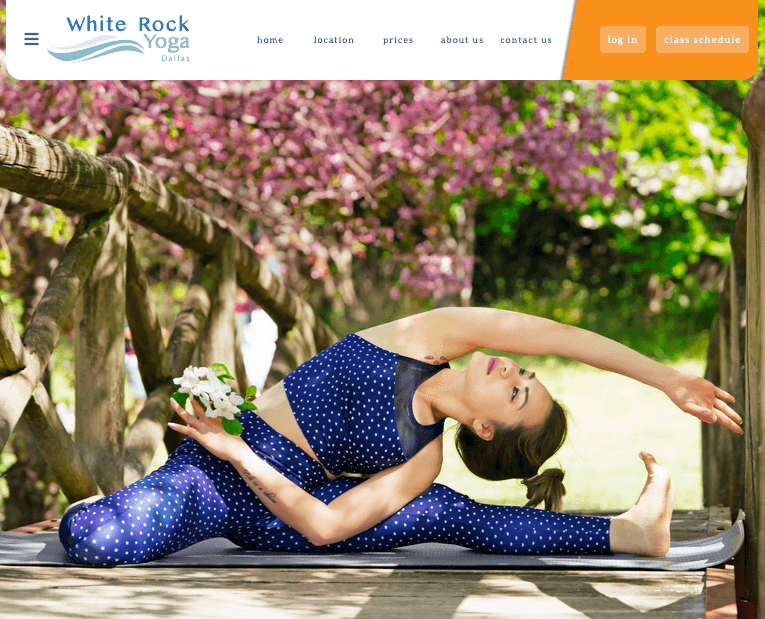 White Rock
Yoga
Dallas
home location prices about us contact us
log in class schedule